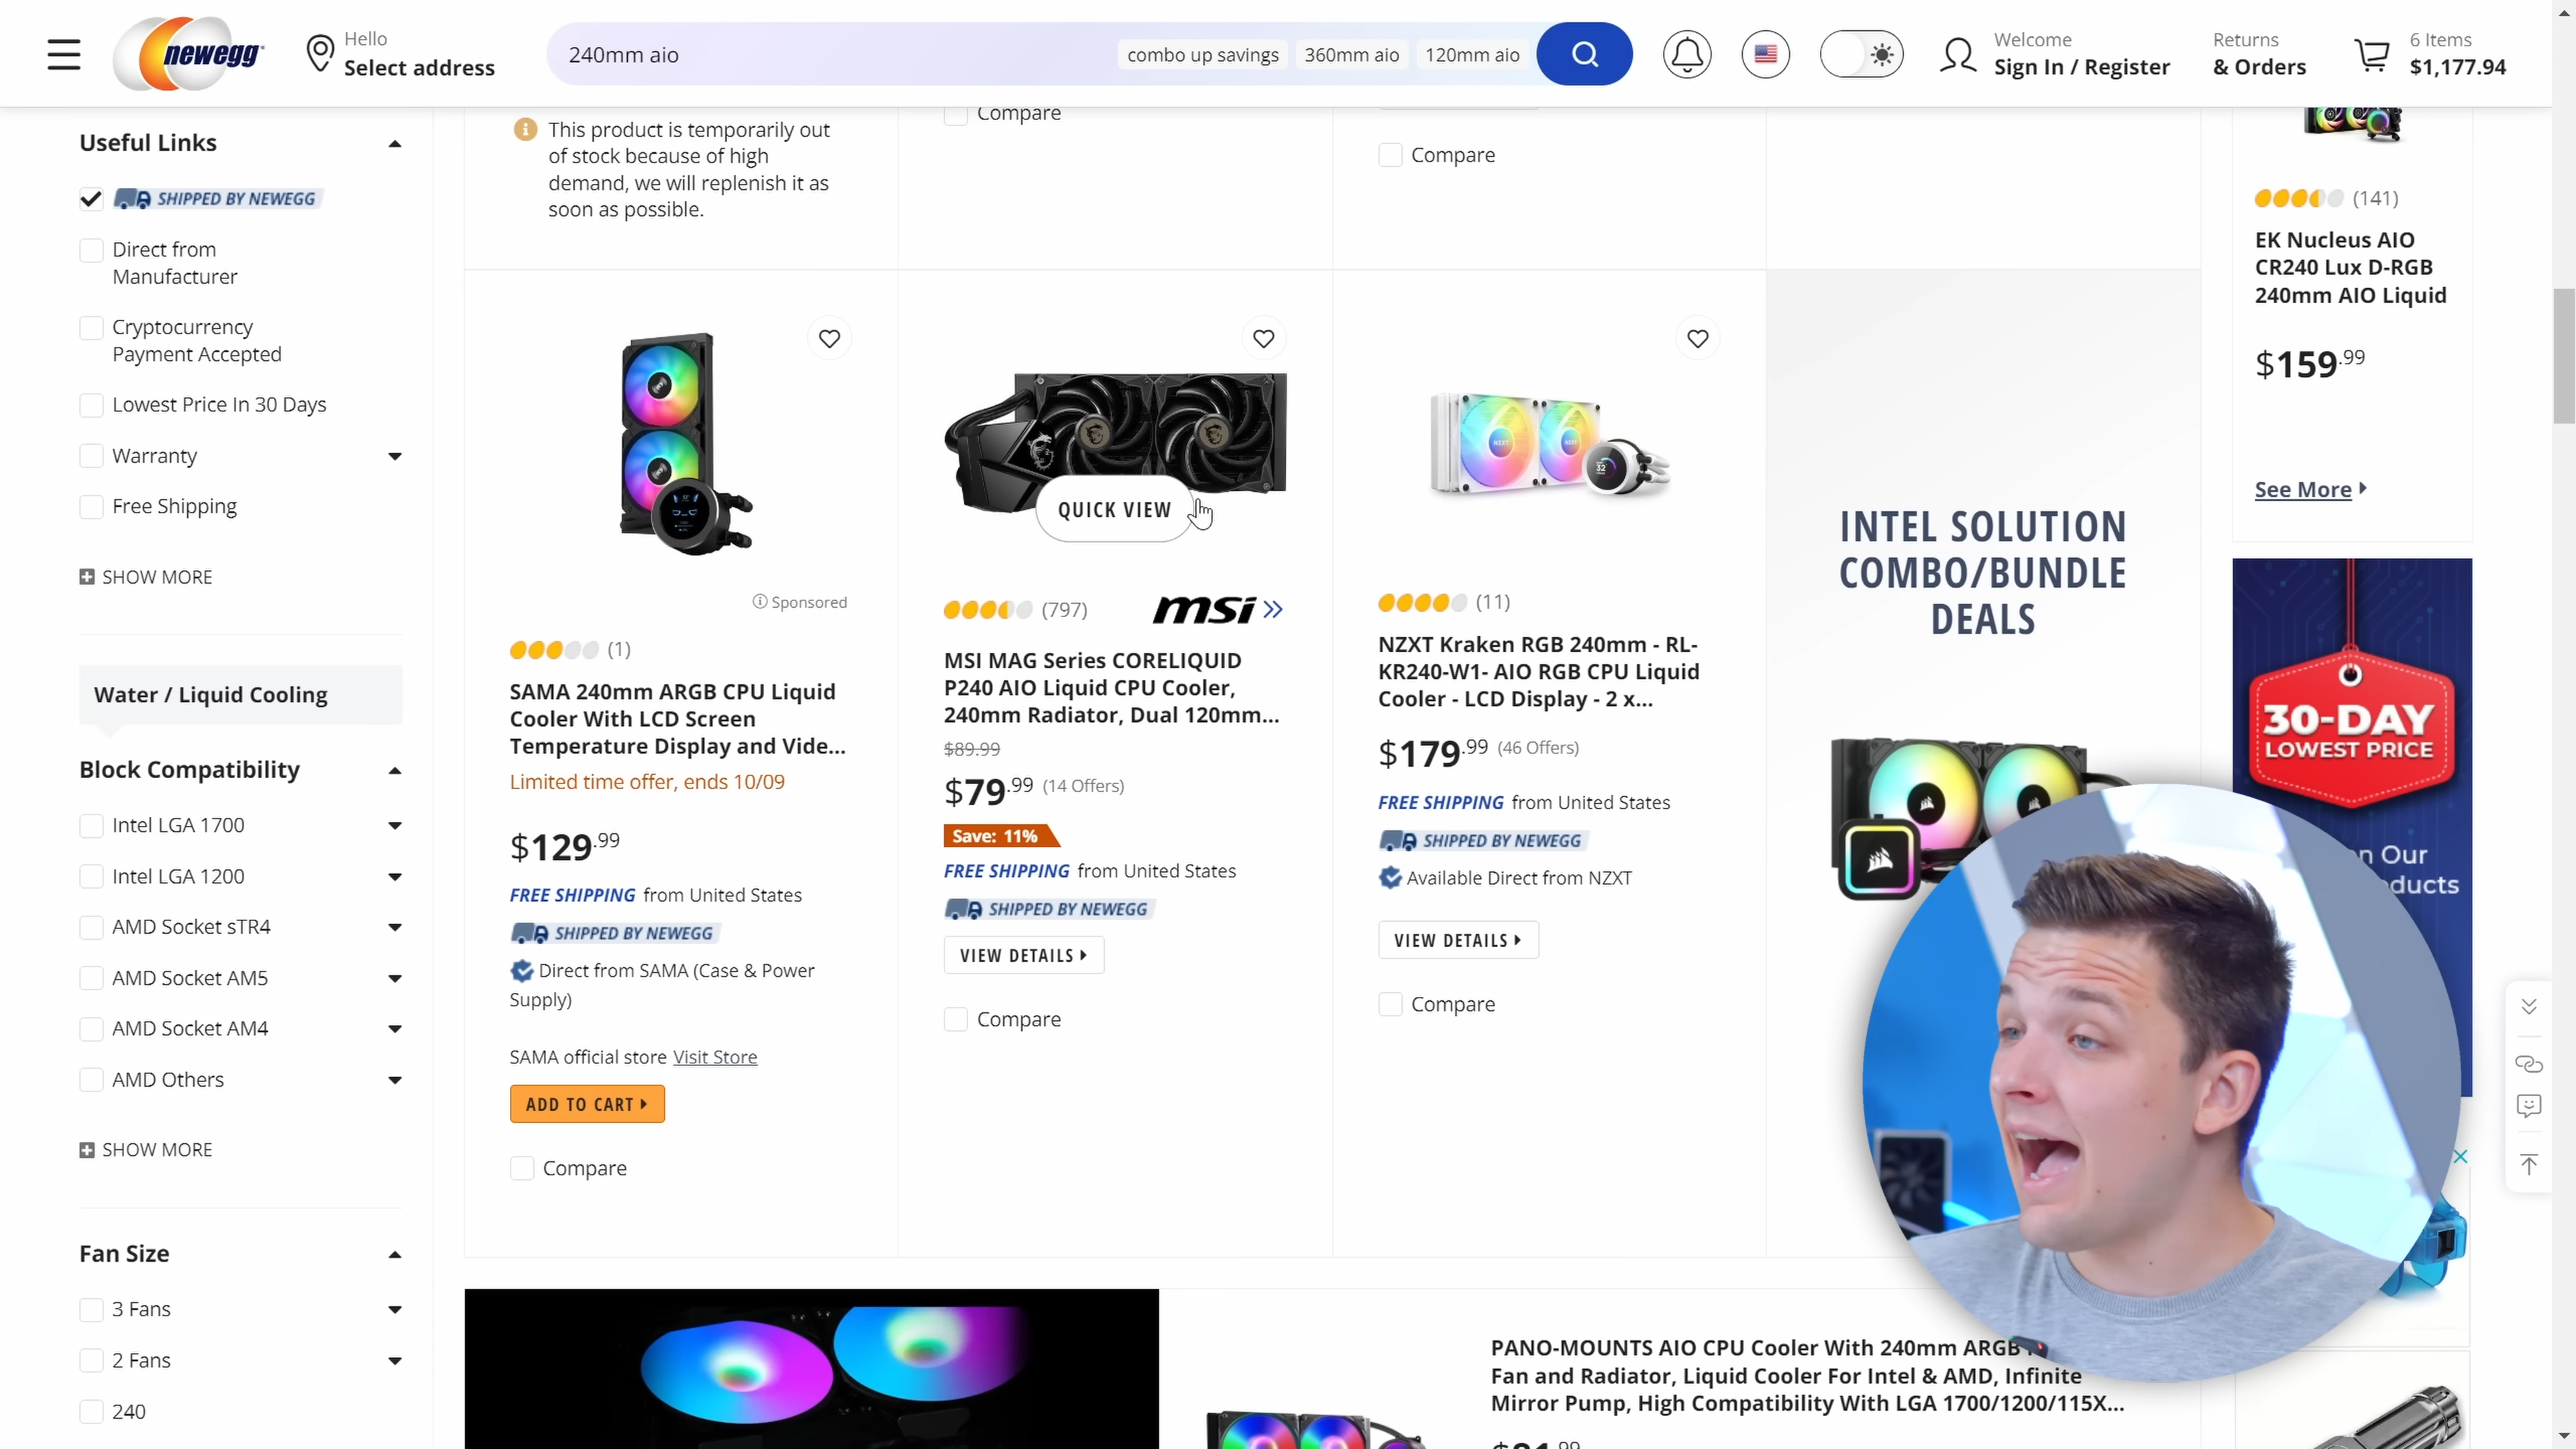 newegg
Hello
Select address
240mm aio
combo up savings
360mm aio
120mm aio
Welcome
Sign In / Register
Returns
& Orders
6 Items
$1,177.94
Useful Links
SHIPPED BY NEWEGG
Direct from
Manufacturer
Cryptocurrency
Payment Accepted
Lowest Price In 30 Days
Warranty
Free Shipping
SHOW MORE
Water / Liquid Cooling
Block Compatibility
Intel LGA 1700
Intel LGA 1200
AMD Socket sTR4
AMD Socket AM5
AMD Socket AM4
AMD Others
SHOW MORE
Fan Size
3 Fans
2 Fans
240
This product is temporarily out
of stock because of high
demand, we will replenish it as
soon as possible.
Compare
Compare
Sponsored
(1)
SAMA 240mm ARGB CPU Liquid
Cooler With LCD Screen
Temperature Display and Vide...
Limited time offer, ends 10/09
$129.99
FREE SHIPPING from United States
SHIPPED BY NEWEGG
Direct from SAMA (Case & Power
Supply)
SAMA official store Visit Store
ADD TO CART
Compare
QUICK VIEW
(797)
msi
MSI MAG Series CORELIQUID
P240 AIO Liquid CPU Cooler,
240mm Radiator, Dual 120mm...
$89.99
$79.99 (14 Offers)
Save: 11%
FREE SHIPPING from United States
SHIPPED BY NEWEGG
VIEW DETAILS
Compare
NZXT
NZXT
32
(11)
NZXT Kraken RGB 240mm - RL-
KR240-W1- AIO RGB CPU Liquid
Cooler - LCD Display - 2 x...
$179.99 (46 Offers)
FREE SHIPPING from United States
SHIPPED BY NEWEGG
Available Direct from NZXT
VIEW DETAILS
Compare
INTEL SOLUTION
COMBO/BUNDLE
DEALS
(141)
EK Nucleus AIO
CR240 Lux D-RGB
240mm AIO Liquid
$159.99
See More
30-DAY
LOWEST PRICE
Our
PANO-MOUNTS AIO CPU Cooler With 240mm ARGB
Fan and Radiator, Liquid Cooler For Intel & AMD, Infinite
Mirror Pump, High Compatibility With LGA 1700/1200/115X...